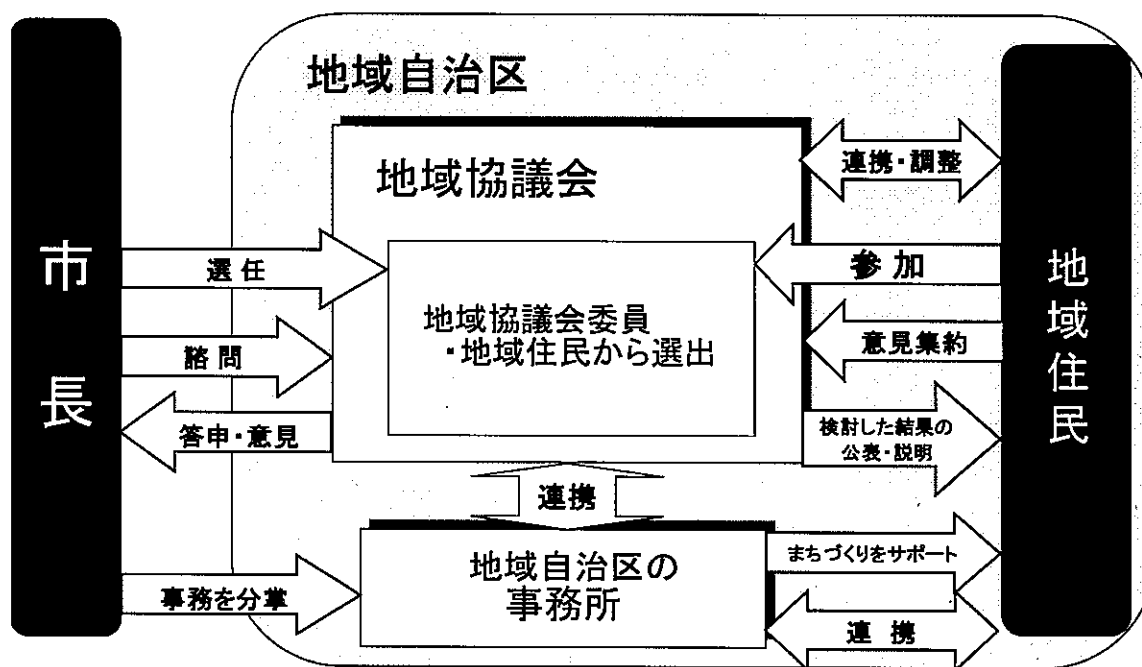 地域自治区
市長
地域協議会
連携・調整
選任
参加
地域協議会委員
・地域住民から選出
諮問
意見集約
答申・意見
検討した結果の
公表・説明
地域住民
連携
地域自治区の
事務所
まちづくりをサポート
事務を分掌
連携